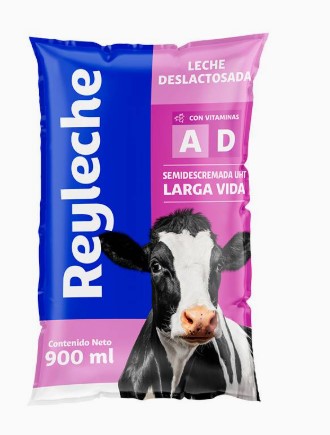 LECHE
DESLACTOSADA
CON VITAMINAS
A D
SEMIDESCREMADA UHT
LARGA VIDA
Reyleche
Contenido Neto
900 ml